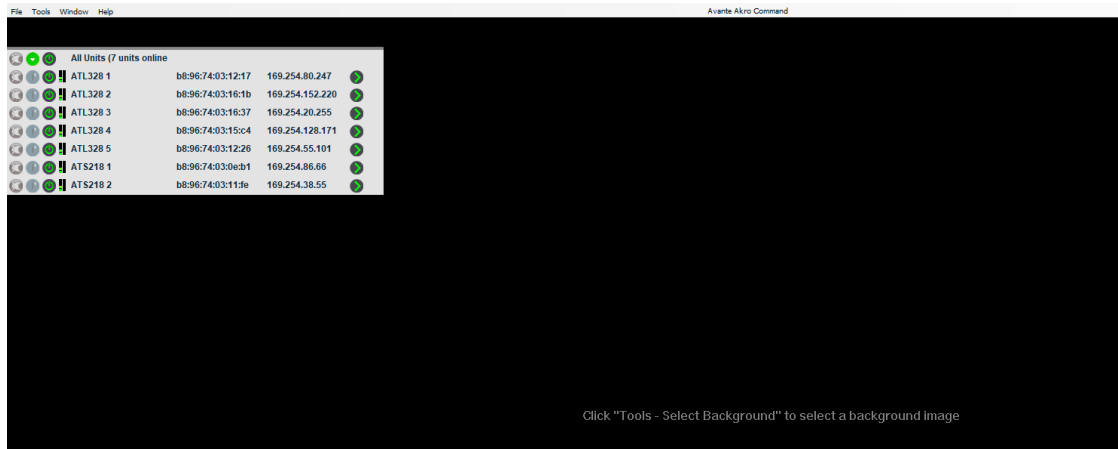 File Tools Window Help Avante Akro Command
All Units (7 units online
ATL328 1 b8:96:74:03:12:17 169.254.80.247
ATL328 2 b8:96:74:03:16:1b 169.254.152.220
ATL328 3 b8:96:74:03:16:37 169.254.20.255
ATL328 4 b8:96:74:03:15:c4 169.254.128.171
ATL328 5 b8:96:74:03:12:26 169.254.55.101
ATS218 1 b8:96:74:03:0e:b1 169.254.86.66
ATS218 2 b8:96:74:03:11:fe 169.254.38.55
Click "Tools - Select Background" to select a background image